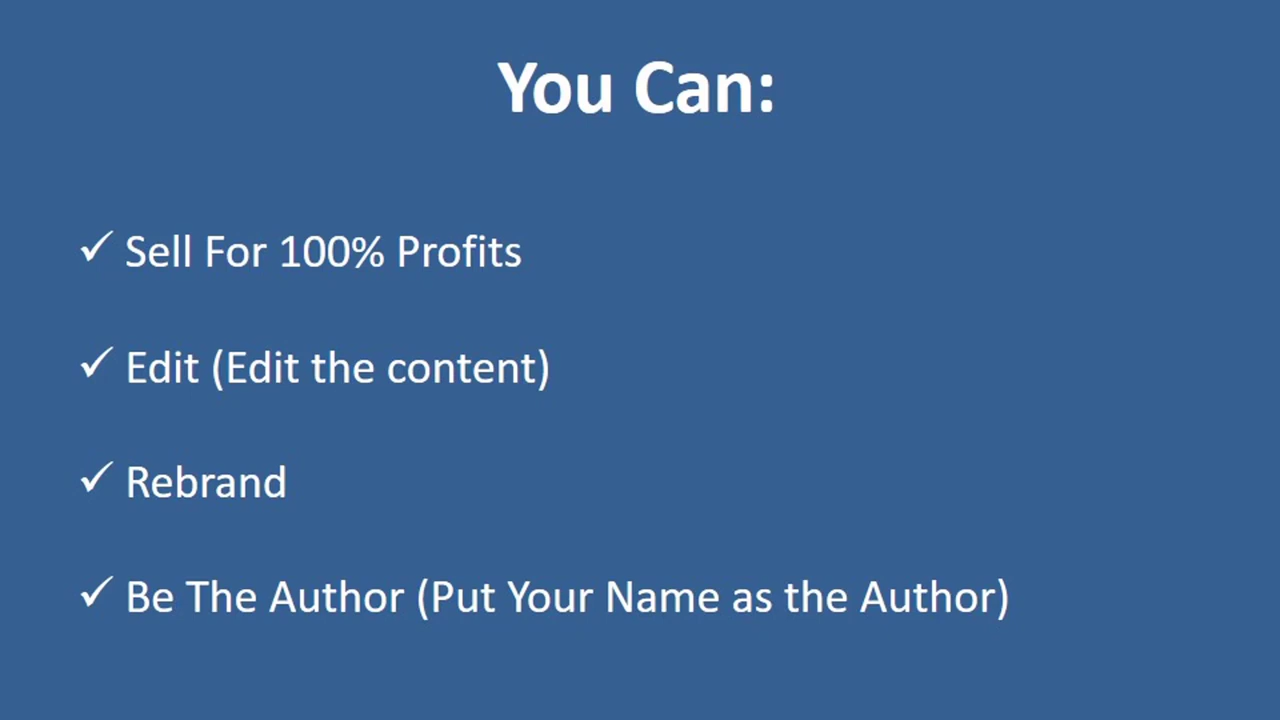 You Can:
✓ Sell For 100% Profits
✓ Edit (Edit the content)
✓ Rebrand
✓ Be The Author (Put Your Name as the Author)